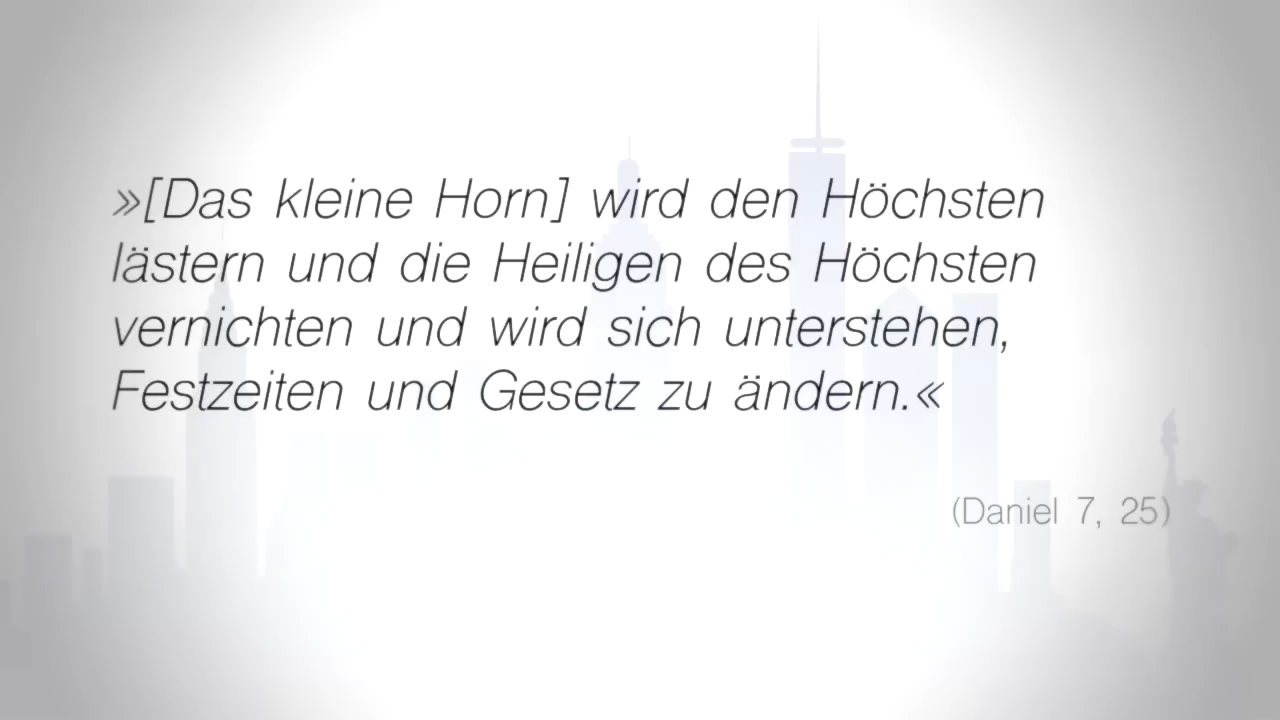 »[Das kleine Horn] wird den Höchsten
lästern und die Heiligen des Höchsten
vernichten und wird sich unterstehen,
Festzeiten und Gesetz zu ändern.«
(Daniel 7, 25)